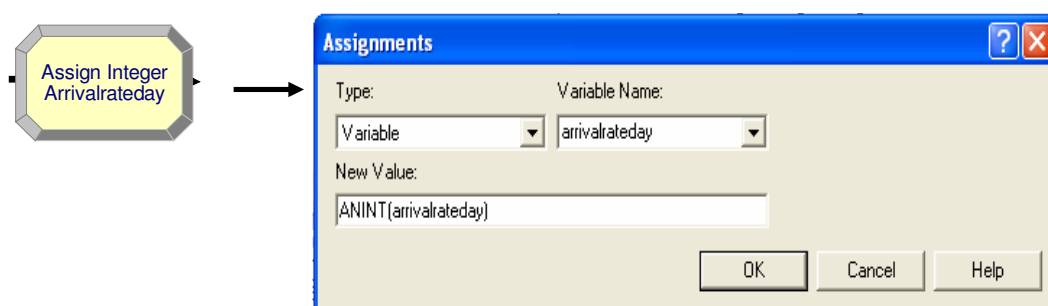 Assign Integer
Arrivalrateday
Assignments
Type:
Variable Name:
Variable
arrivalrateday
New Value:
ANINT(arrivalrateday)
OK
Cancel
Help